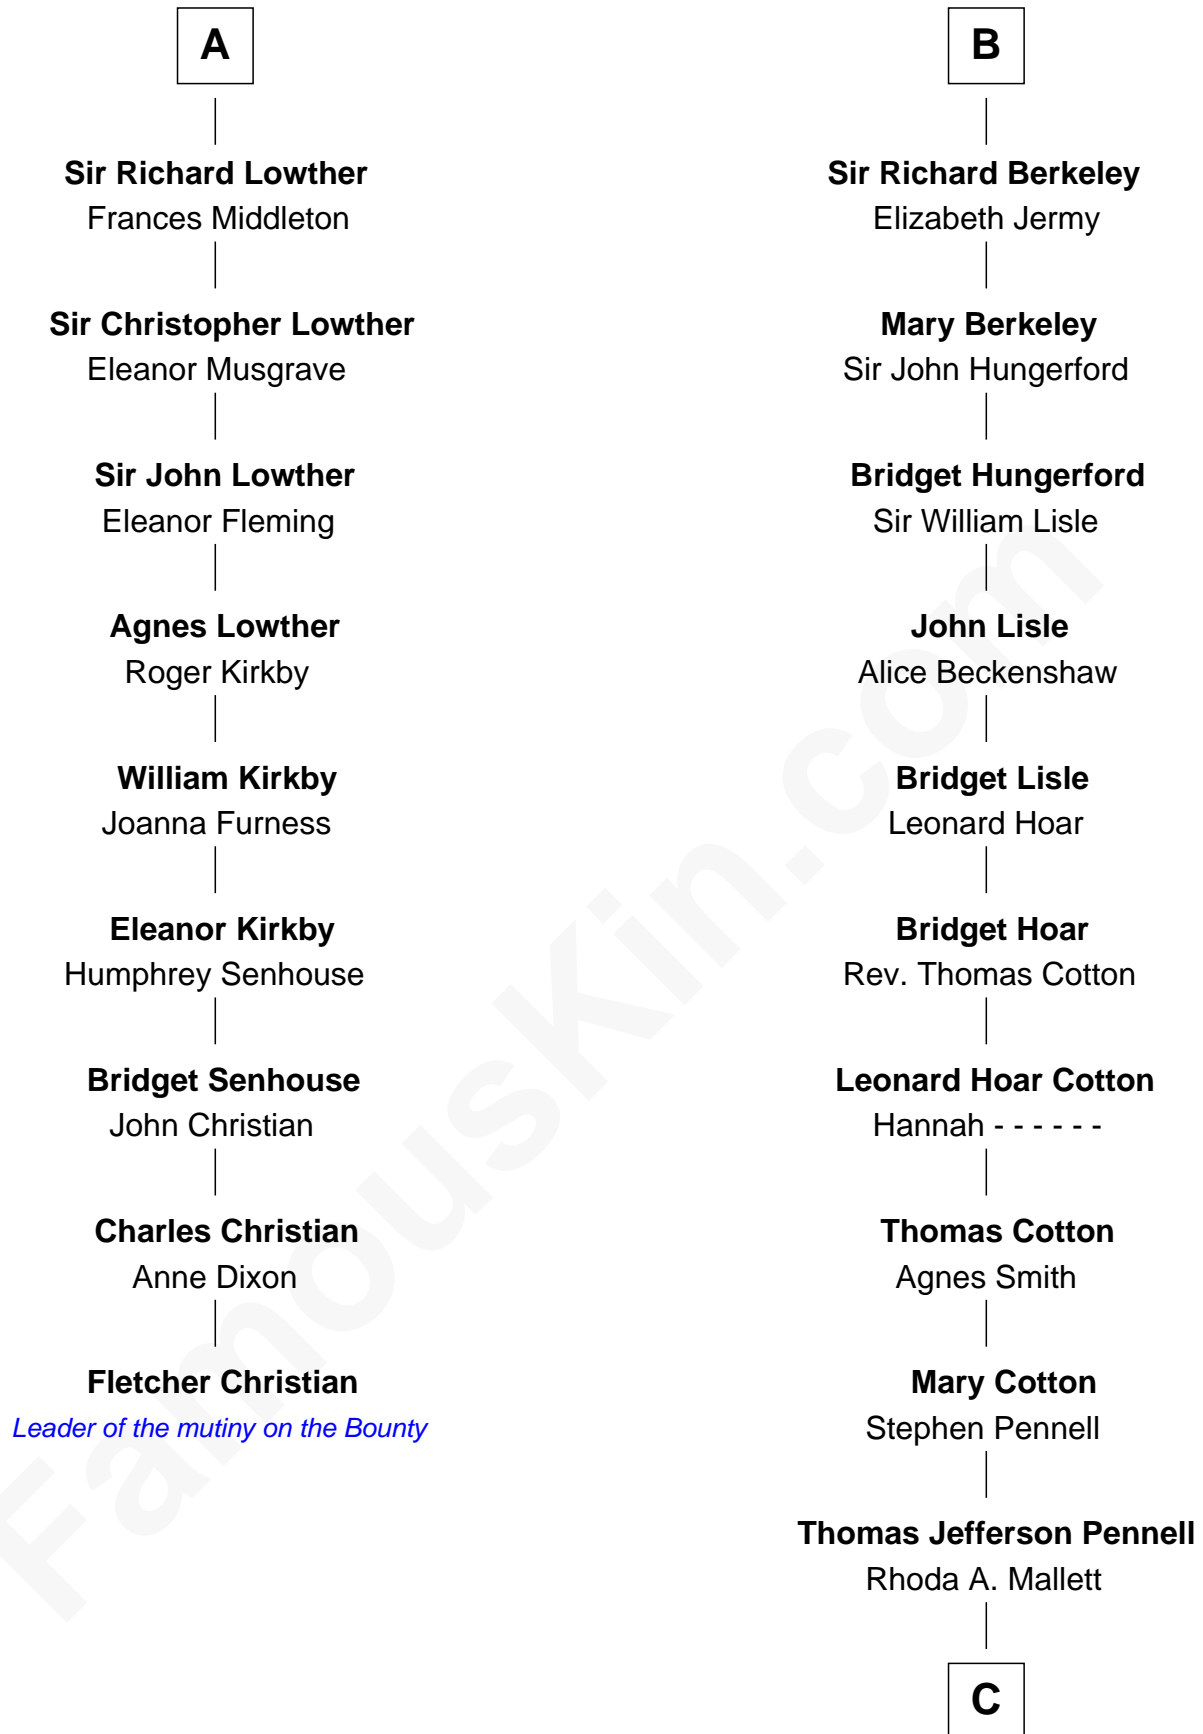 A
Sir Richard Lowther
Frances Middleton
Sir Christopher Lowther
Eleanor Musgrave
Sir John Lowther
Eleanor Fleming
Agnes Lowther
Roger Kirkby
William Kirkby
Joanna Furness
Eleanor Kirkby
Humphrey Senhouse
Bridget Senhouse
John Christian
Charles Christian
Anne Dixon
Fletcher Christian
Leader of the mutiny on the Bounty
B
Sir Richard Berkeley
Elizabeth Jermy
Mary Berkeley
Sir John Hungerford
Bridget Hungerford
Sir William Lisle
John Lisle
Alice Beckenshaw
Bridget Lisle
Leonard Hoar
Bridget Hoar
Rev. Thomas Cotton
Leonard Hoar Cotton
Hannah - - - - - -
Thomas Cotton
Agnes Smith
Mary Cotton
Stephen Pennell
Thomas Jefferson Pennell
Rhoda A. Mallett
C
FamousKin.com